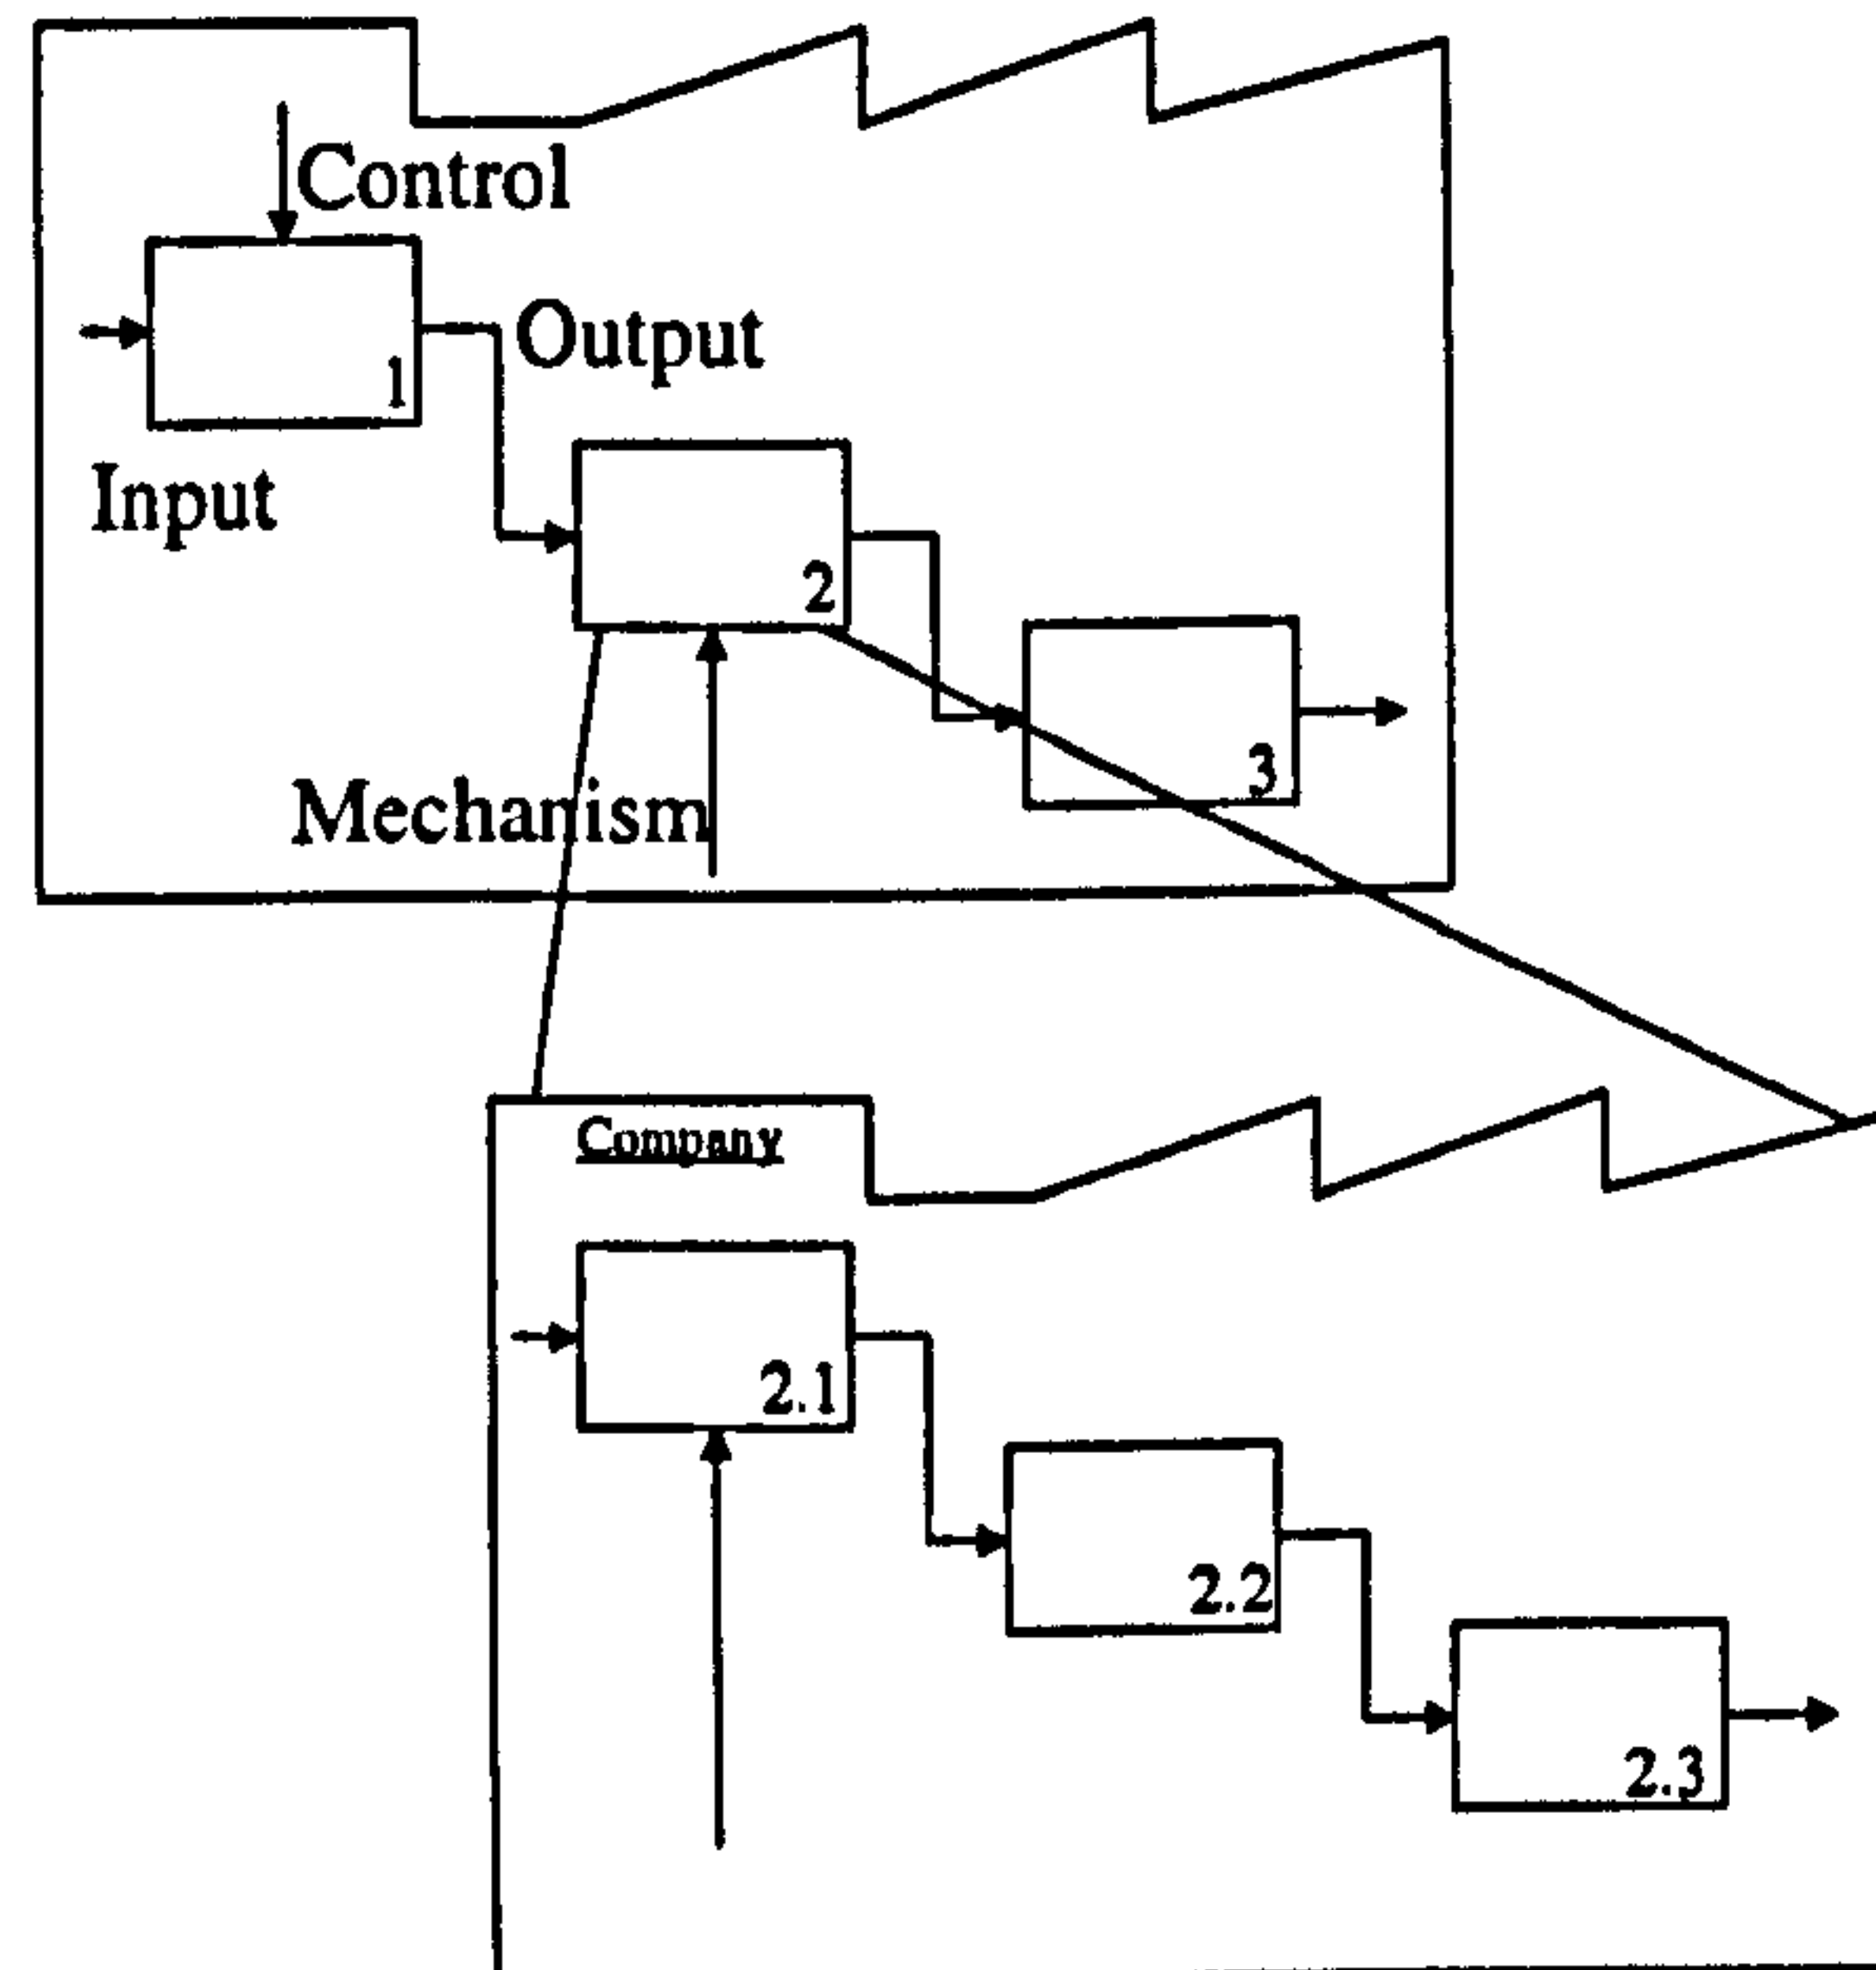 Control
Output
1
Input
2
3
Mechanism
Company
2.1
2.2
2.3